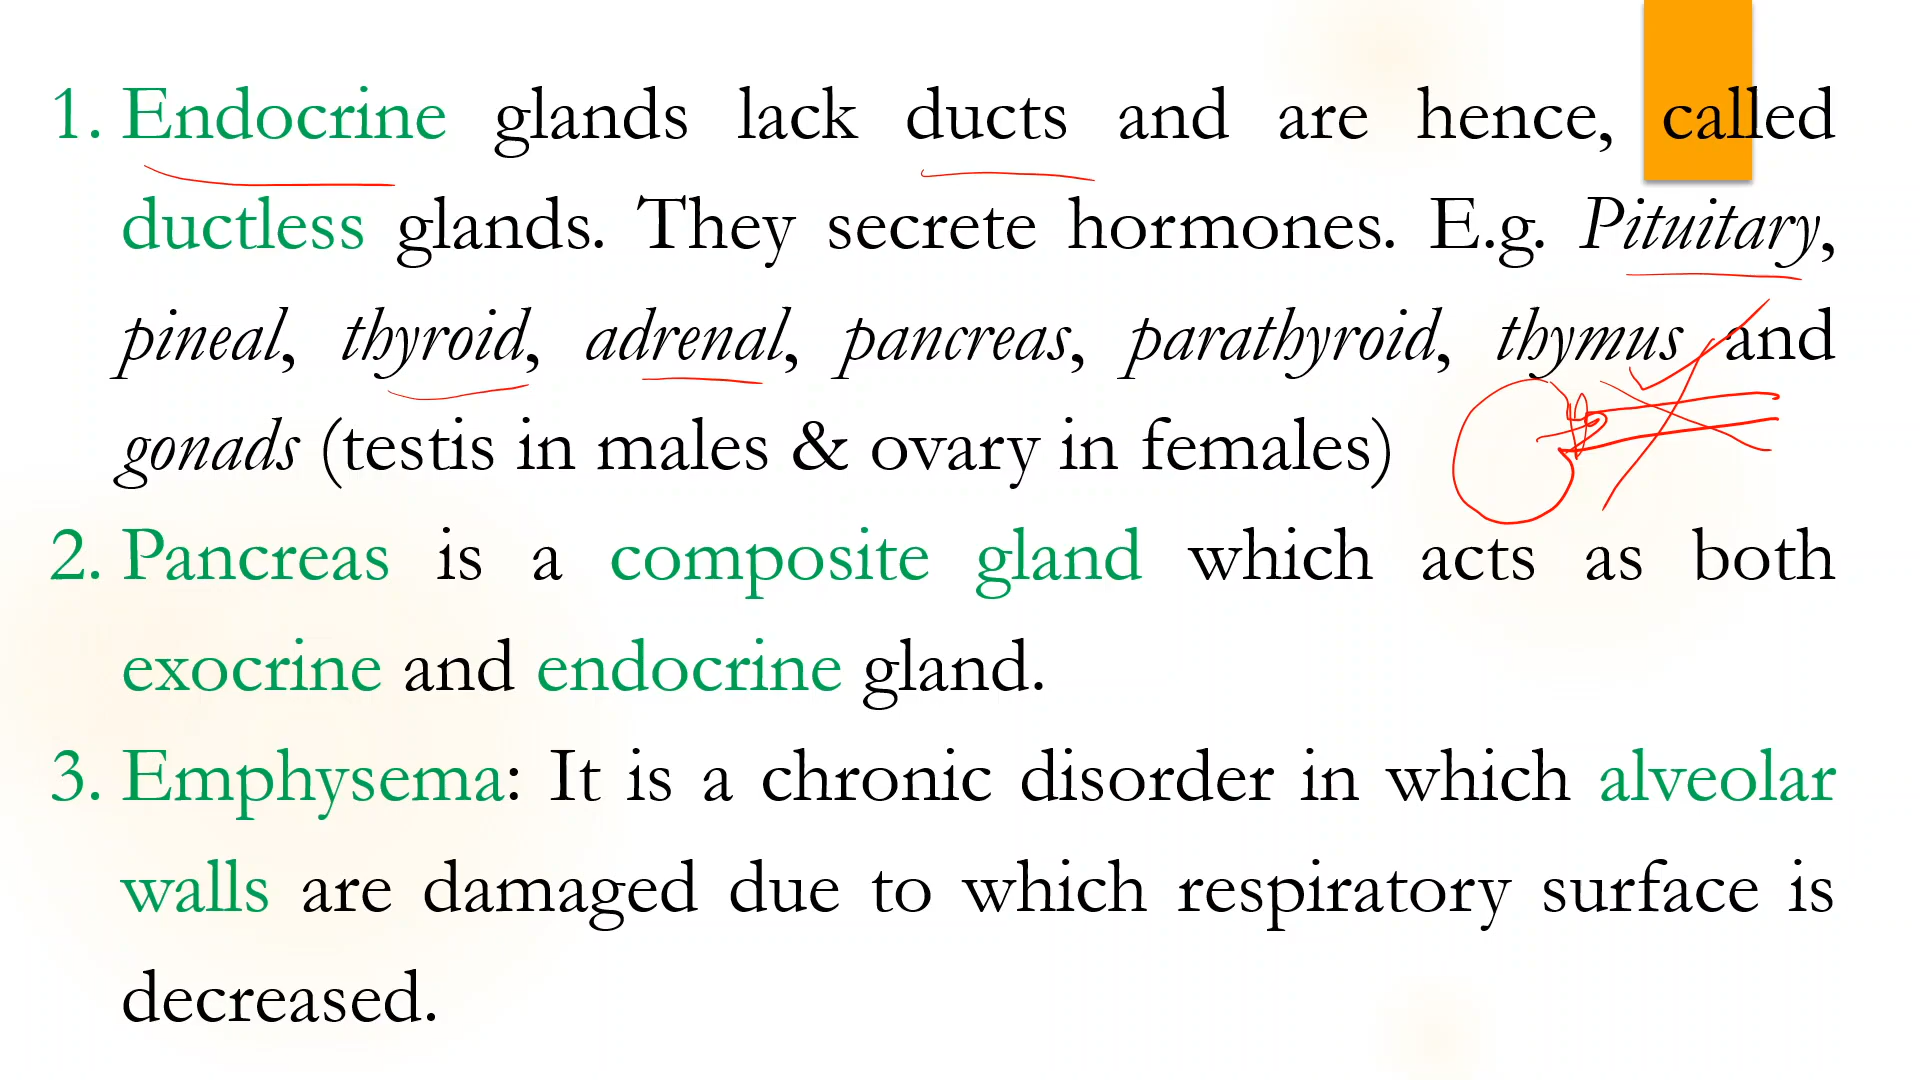 1. Endocrine glands lack ducts and are hence, called
ductless glands. They secrete hormones. E.g. Pituitary,
pineal, thyroid, adrenal, pancreas, parathyroid, thymus and
gonads (testis in males & ovary in females)
2. Pancreas is a composite gland which acts as both
exocrine and endocrine gland.
3. Emphysema: It is a chronic disorder in which alveolar
walls are damaged due to which respiratory surface is
decreased.